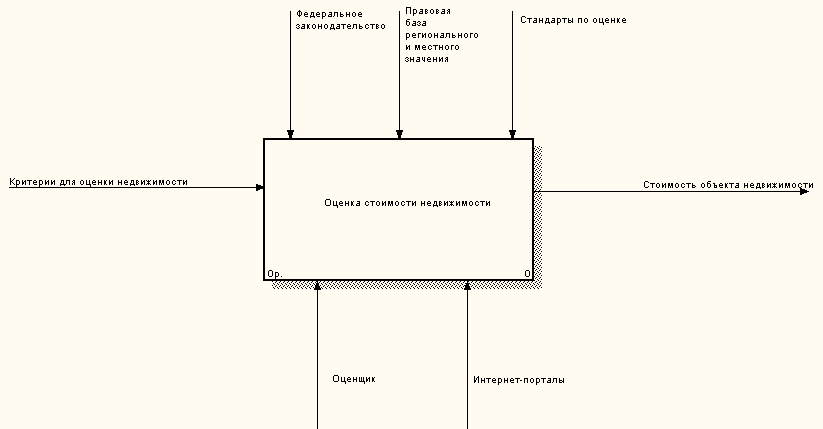 Федеральное
законодательство
Правовая
база
регионального
и местного
значения
Стандарты по оценке
Критерии для оценки недвижимости
Стоимость объекта недвижимости
Оценка стоимости недвижимости
0р.
0
Оценщик
Интернет-порталы